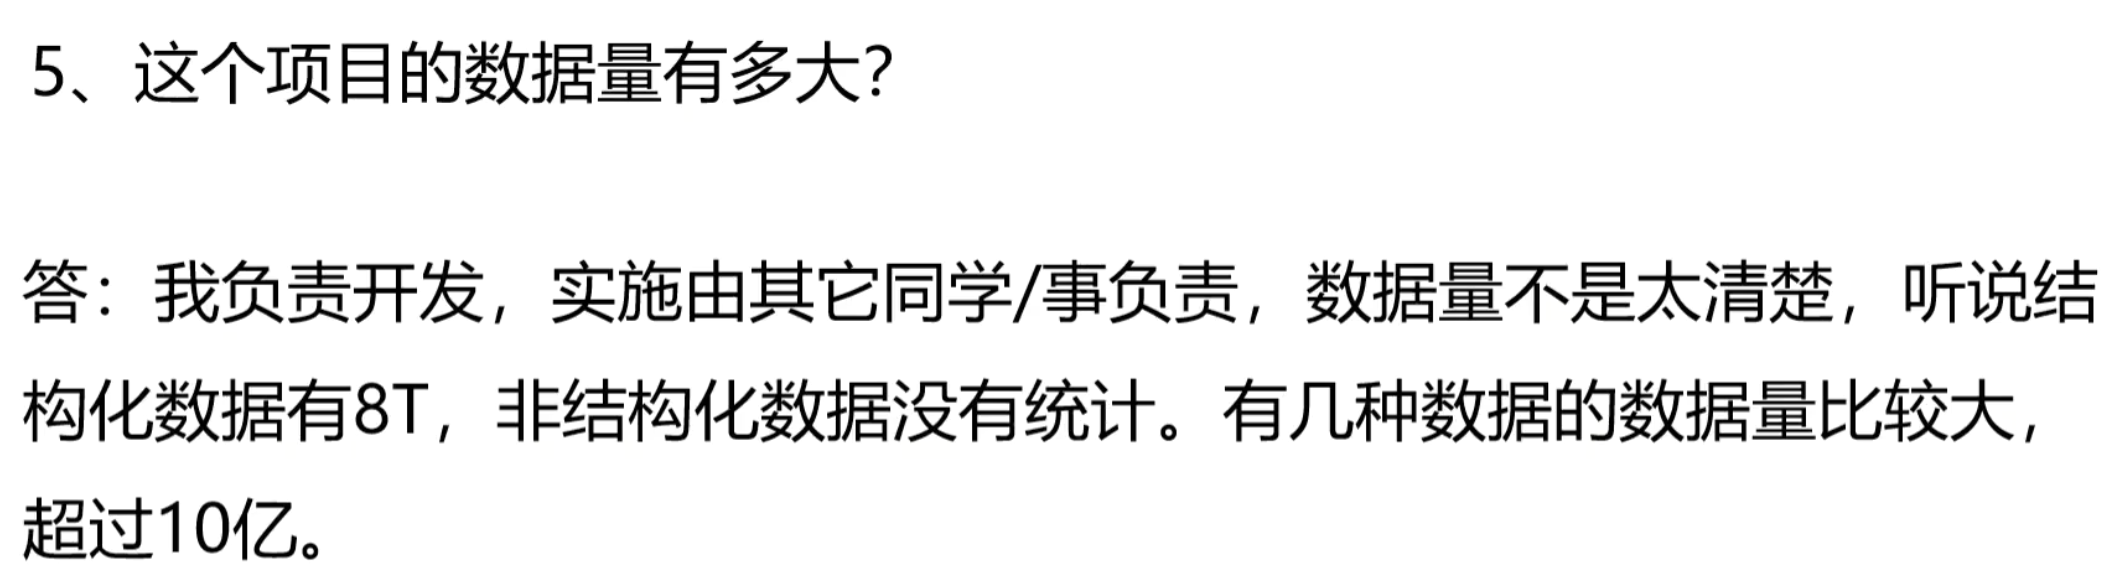 5、这个项目的数据量有多大？
答：我负责开发，实施由其它同学/事负责，数据量不是太清楚，听说结
构化数据有8T，非结构化数据没有统计。有几种数据的数据量比较大，
超过10亿。